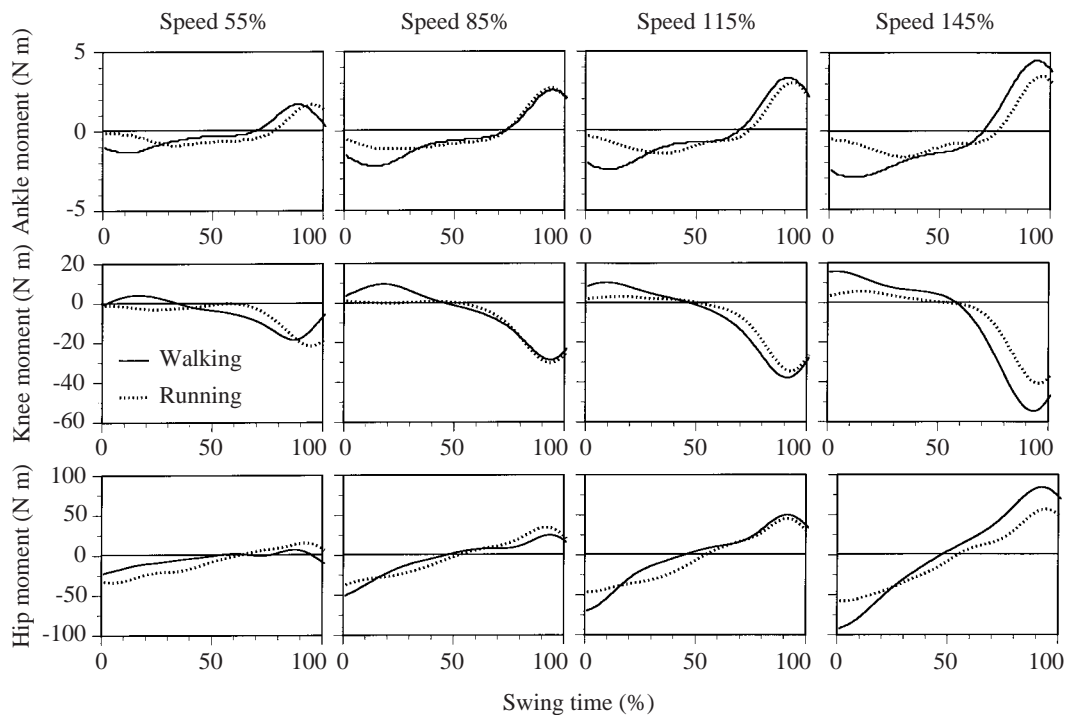 Speed 55% Speed 85% Speed 115% Speed 145%
Ankle moment (N m)
5
0
-5
0 50 100 0 50 100 0 50 100 0 50 100
Knee moment (N m)
20
0
-20
-40
-60
Walking
Running
0 50 100 0 50 100 0 50 100 0 50 100
Hip moment (N m)
100
50
0
-50
-100
0 50 100 0 50 100 0 50 100 0 50 100
Swing time (%)